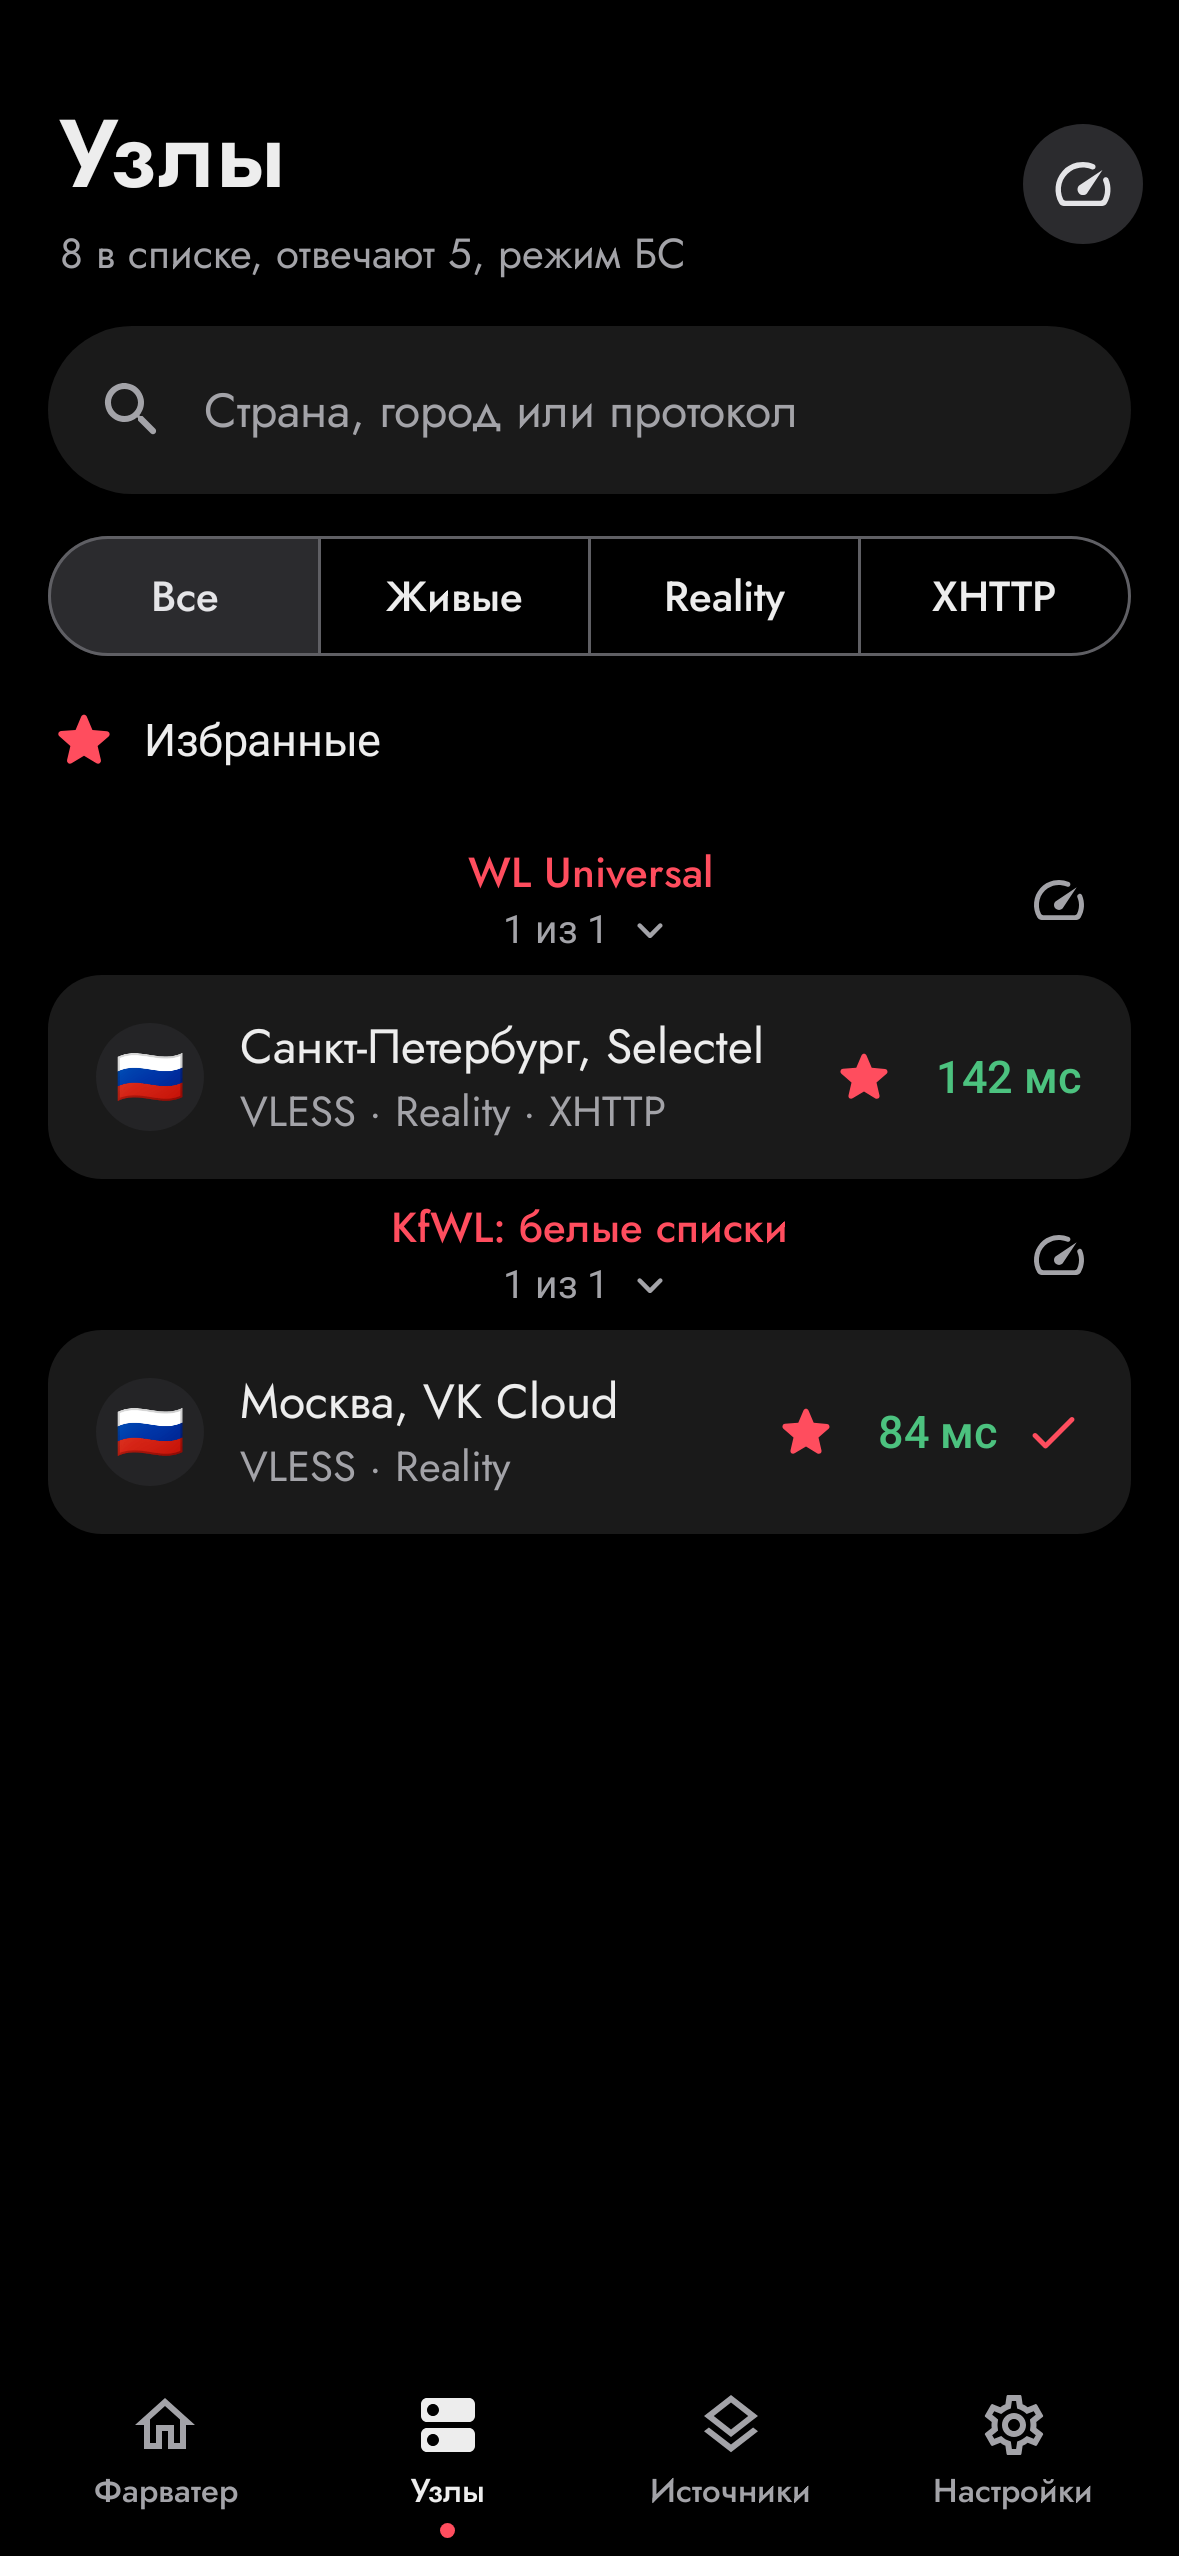 Узлы
8 в списке, отвечают 5, режим БС
Страна, город или протокол
Все
Живые
Reality
XHTTP
Избранные
WL Universal
1 из 1
Санкт-Петербург, Selectel
VLESS · Reality · XHTTP
142 мс
KfWL: белые списки
1 из 1
Москва, VK Cloud
VLESS · Reality
84 мс
Фарватер
Узлы
Источники
Настройки